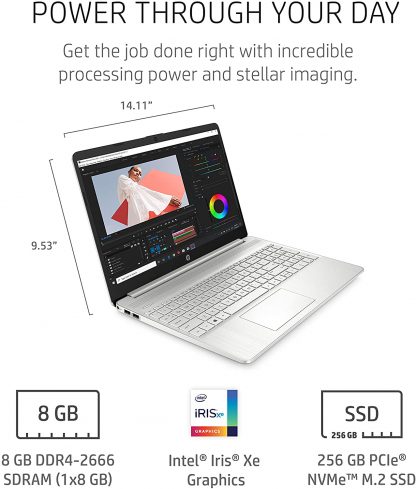 POWER THROUGH YOUR DAY
Get the job done right with incredible
processing power and stellar imaging.
14.11”
9.53”
hp
8 GB
intel
iRIS Xe
GRAPHICS
SSD
256 GB
8 GB DDR4-2666
SDRAM (1x8 GB)
Intel® Iris® Xe
Graphics
256 GB PCIe®
NVMe™ M.2 SSD